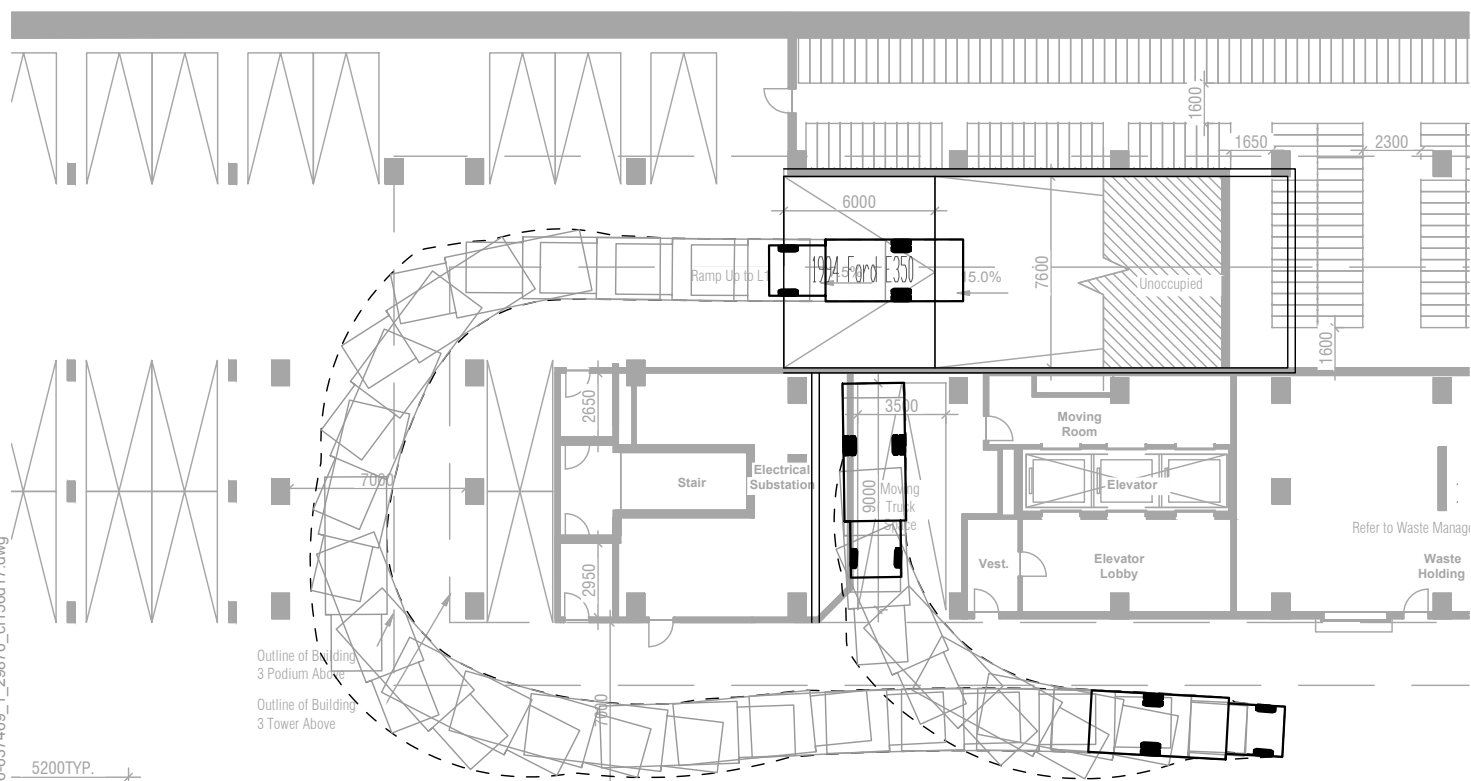 1600
1650
2300
6000
Ramp Up to L1
1994 Ford E350
15.0%
7600
Unoccupied
1600
2650
3500
Moving
Room
7000
Stair
Electrical
Substation
9000
Moving
Truck
Space
Elevator
Refer to Waste Manage
2950
Vest.
Elevator
Lobby
Waste
Holding
Outline of Building
3 Podium Above
Outline of Building
3 Tower Above
7000
5200TYP.